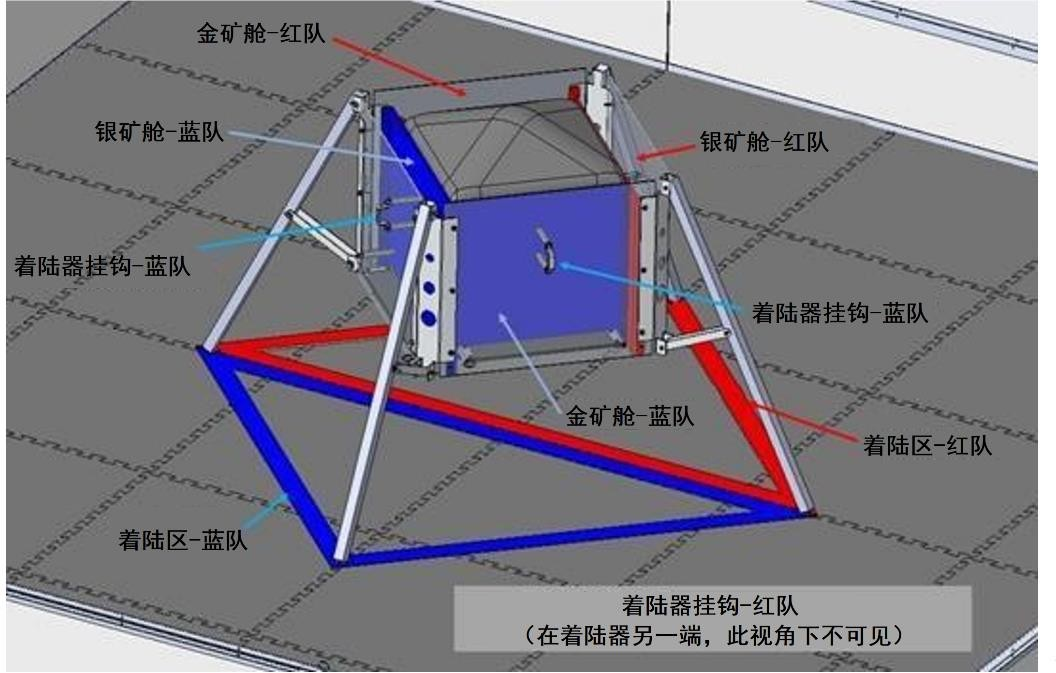 金矿舱-红队
银矿舱-蓝队
银矿舱-红队
着陆器挂钩-蓝队
着陆器挂钩-蓝队
金矿舱-蓝队
着陆区-红队
着陆区-蓝队
着陆器挂钩-红队
（在着陆器另一端，此视角下不可见）